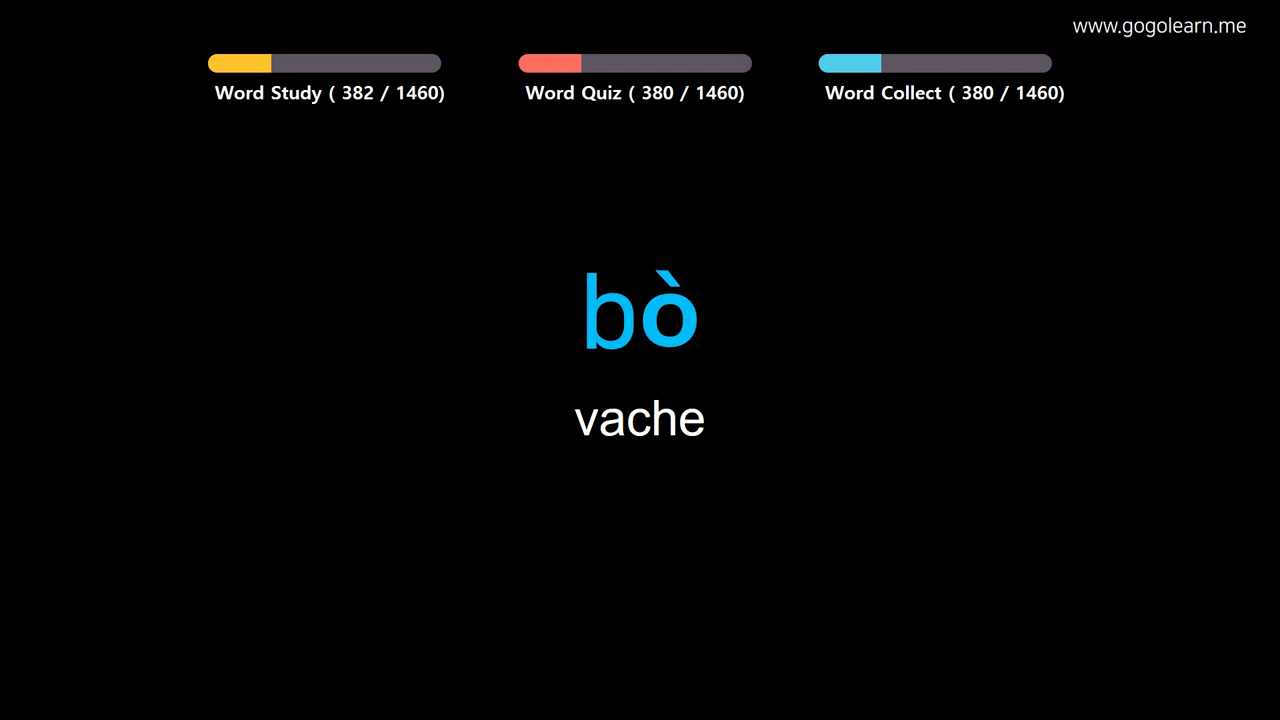 www.gogolearn.me
Word Study ( 382 / 1460)
Word Quiz ( 380 / 1460)
Word Collect ( 380 / 1460)
bò
vache